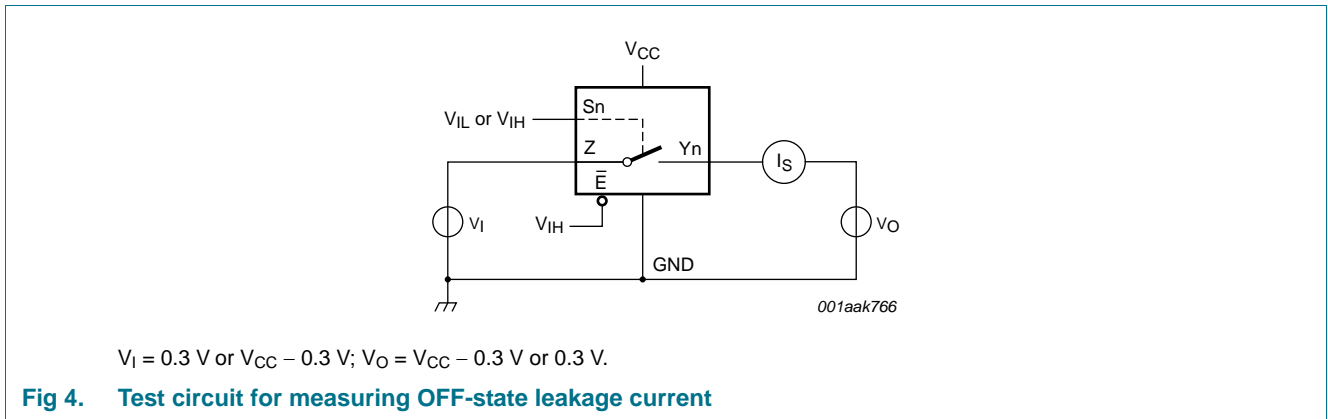 VCC
Sn
VIL or VIH
Z
Yn
IS
E̅
VI
VIH
VO
GND
001aak766
VI = 0.3 V or VCC − 0.3 V; VO = VCC − 0.3 V or 0.3 V.
Fig 4. Test circuit for measuring OFF-state leakage current